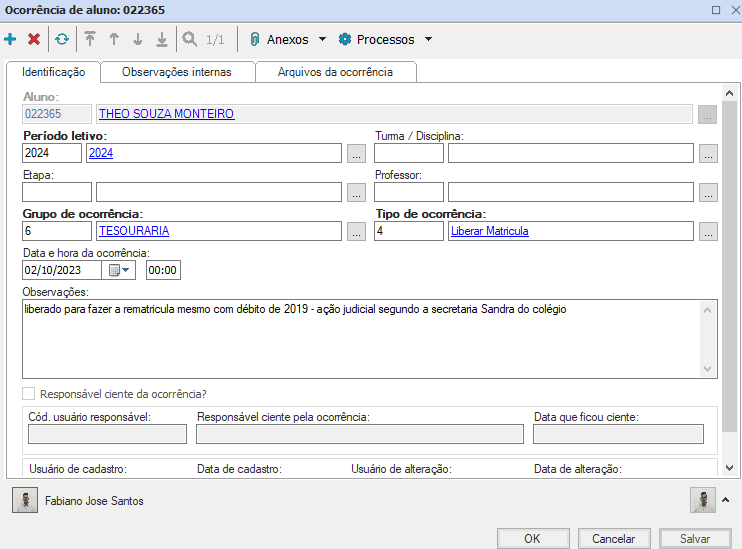 Ocorrência de aluno: 022365
1/1 Anexos Processos
Identificação Observações internas Arquivos da ocorrência
Aluno:
022365 THEO SOUZA MONTEIRO ...
Período letivo: Turma / Disciplina:
2024 2024 ... ...
Etapa: Professor:
... ...
Grupo de ocorrência: Tipo de ocorrência:
6 TESOURARIA ... 4 Liberar Matricula ...
Data e hora da ocorrência:
02/10/2023 00:00
Observações:
liberado para fazer a rematricula mesmo com débito de 2019 - ação judicial segundo a secretaria Sandra do colégio
Responsável ciente da ocorrência?
Cód. usuário responsável: Responsável ciente pela ocorrência: Data que ficou ciente:
Usuário de cadastro: Data de cadastro: Usuário de alteração: Data de alteração:
Fabiano Jose Santos
OK Cancelar Salvar